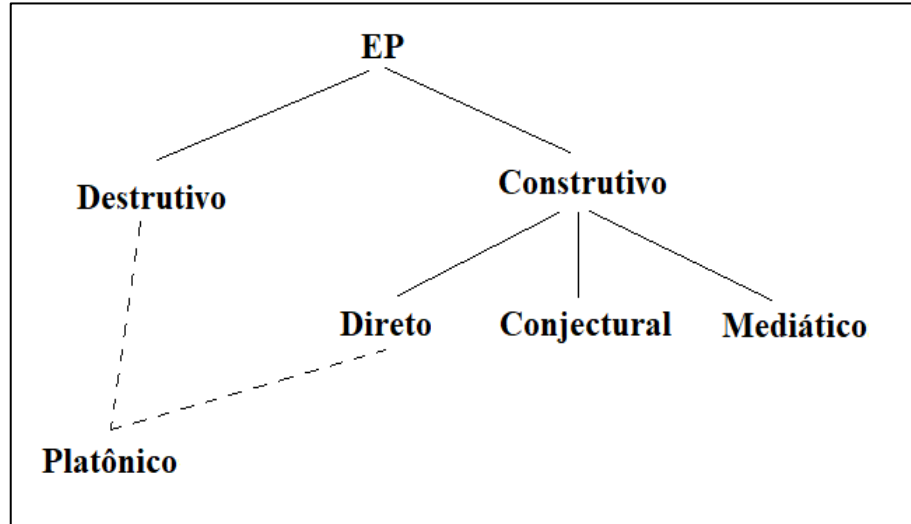 EP
Destrutivo
Construtivo
Direto
Conjectural
Mediático
Platônico